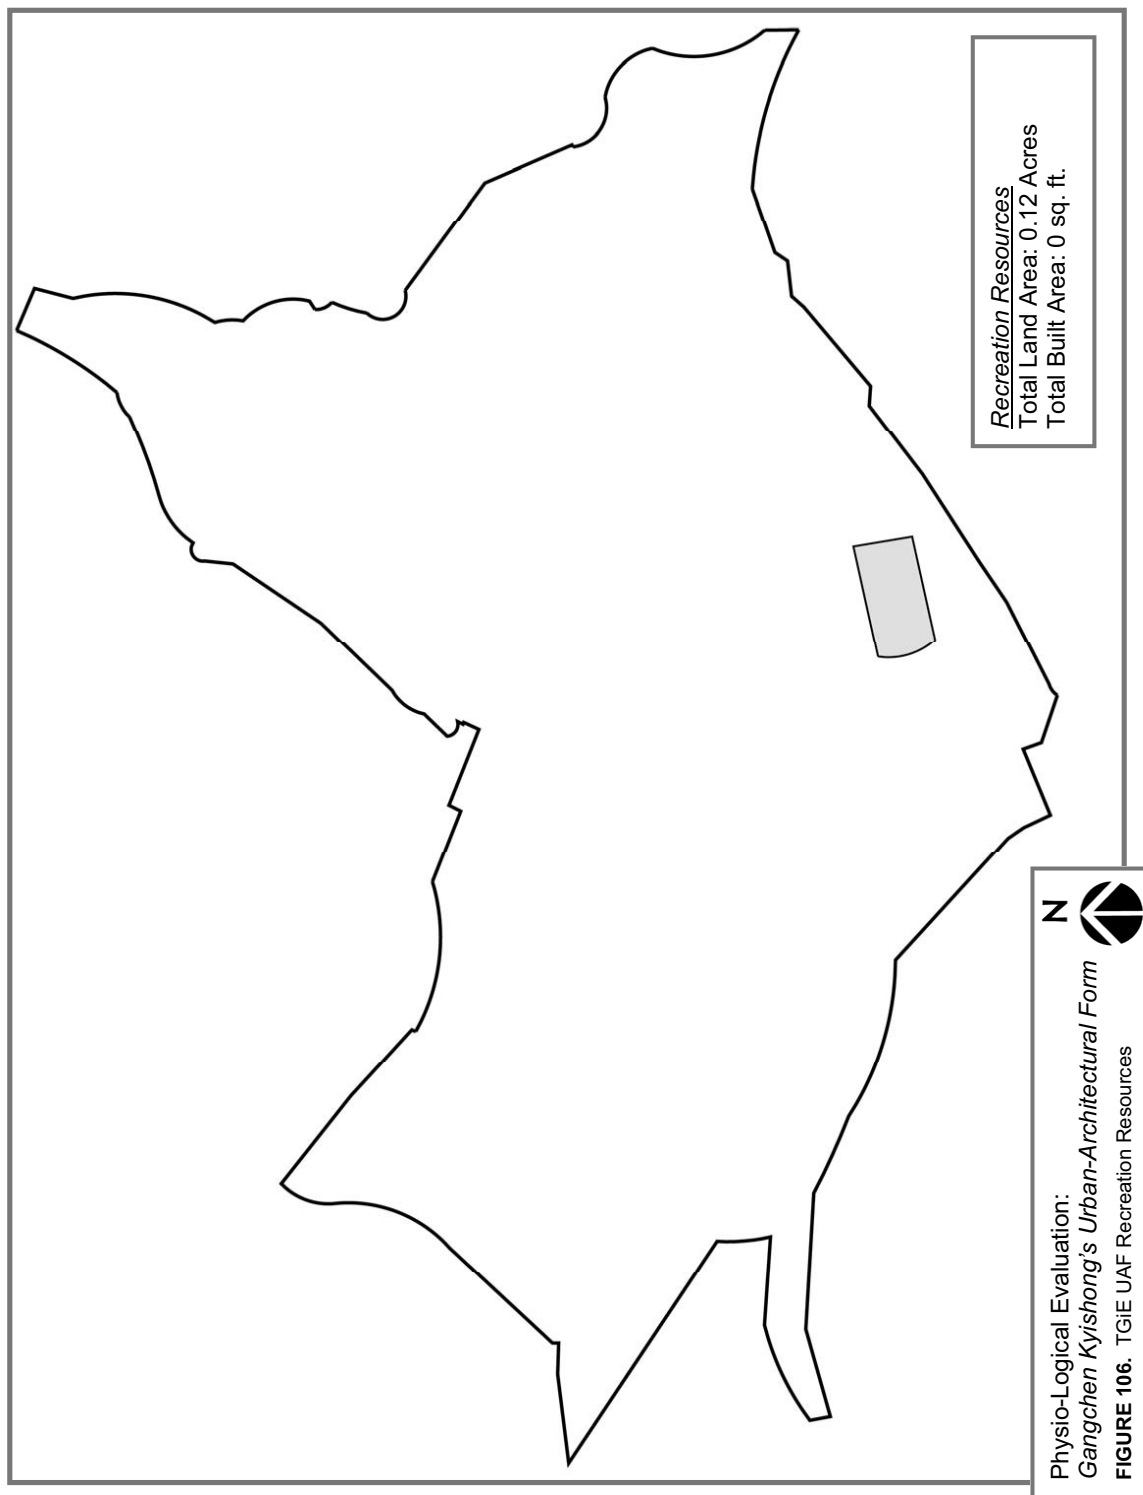 Recreation Resources
Total Land Area: 0.12 Acres
Total Built Area: 0 sq. ft.
N
Physio-Logical Evaluation:
Gangchen Kyishong's Urban-Architectural Form
FIGURE 106. TGiE UAF Recreation Resources